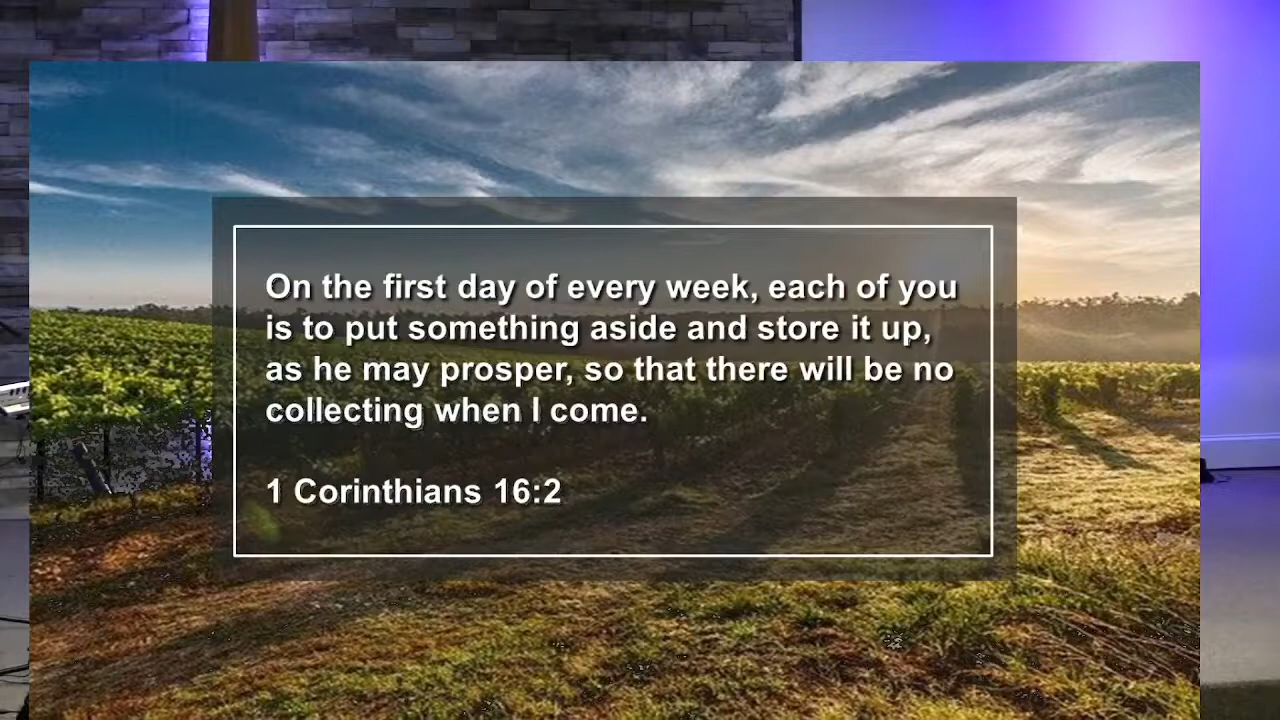 On the first day of every week, each of you
is to put something aside and store it up,
as he may prosper, so that there will be no
collecting when I come.
1 Corinthians 16:2